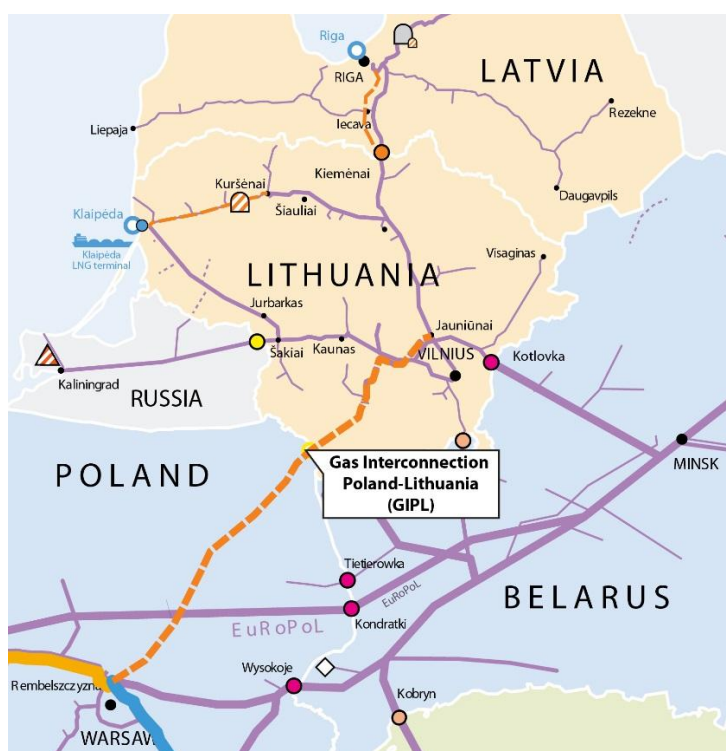 Riga
RIGA
LATVIA
Iecava
Rezekne
Liepaja
Kiemėnai
Kuršėnai
Šiauliai
Daugavpils
Klaipėda
Klaipėda
LNG terminal
Visaginas
LITHUANIA
Jurbarkas
Jauniūnai
Šakiai
Kaunas
VILNIUS
Kotlovka
Kaliningrad
RUSSIA
Gas Interconnection
Poland-Lithuania
(GIPL)
POLAND
MINSK
Tietierowka
EuRoPoL
BELARUS
EuRoPoL
Kondratki
Wysokoje
Rembelszczyzna
Kobryn
WARSAW